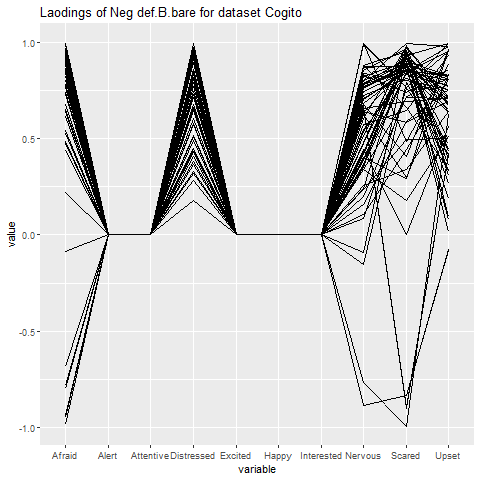 Laodings of Neg def.B.bare for dataset Cogito
1.0
0.5
0.0
-0.5
-1.0
value
Afraid Alert Attentive Distressed Excited Happy Interested Nervous Scared Upset
variable